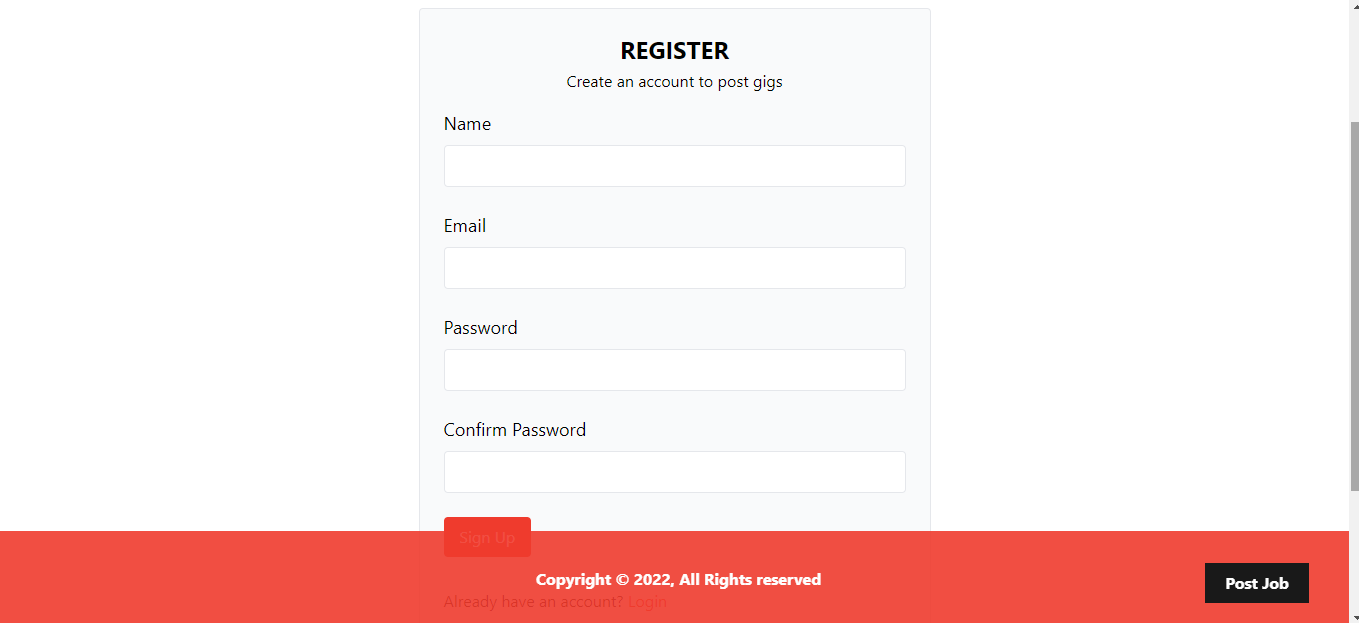 REGISTER
Create an account to post gigs
Name
Email
Password
Confirm Password
Sign Up
Copyright © 2022, All Rights reserved
Post Job
Already have an account? Login